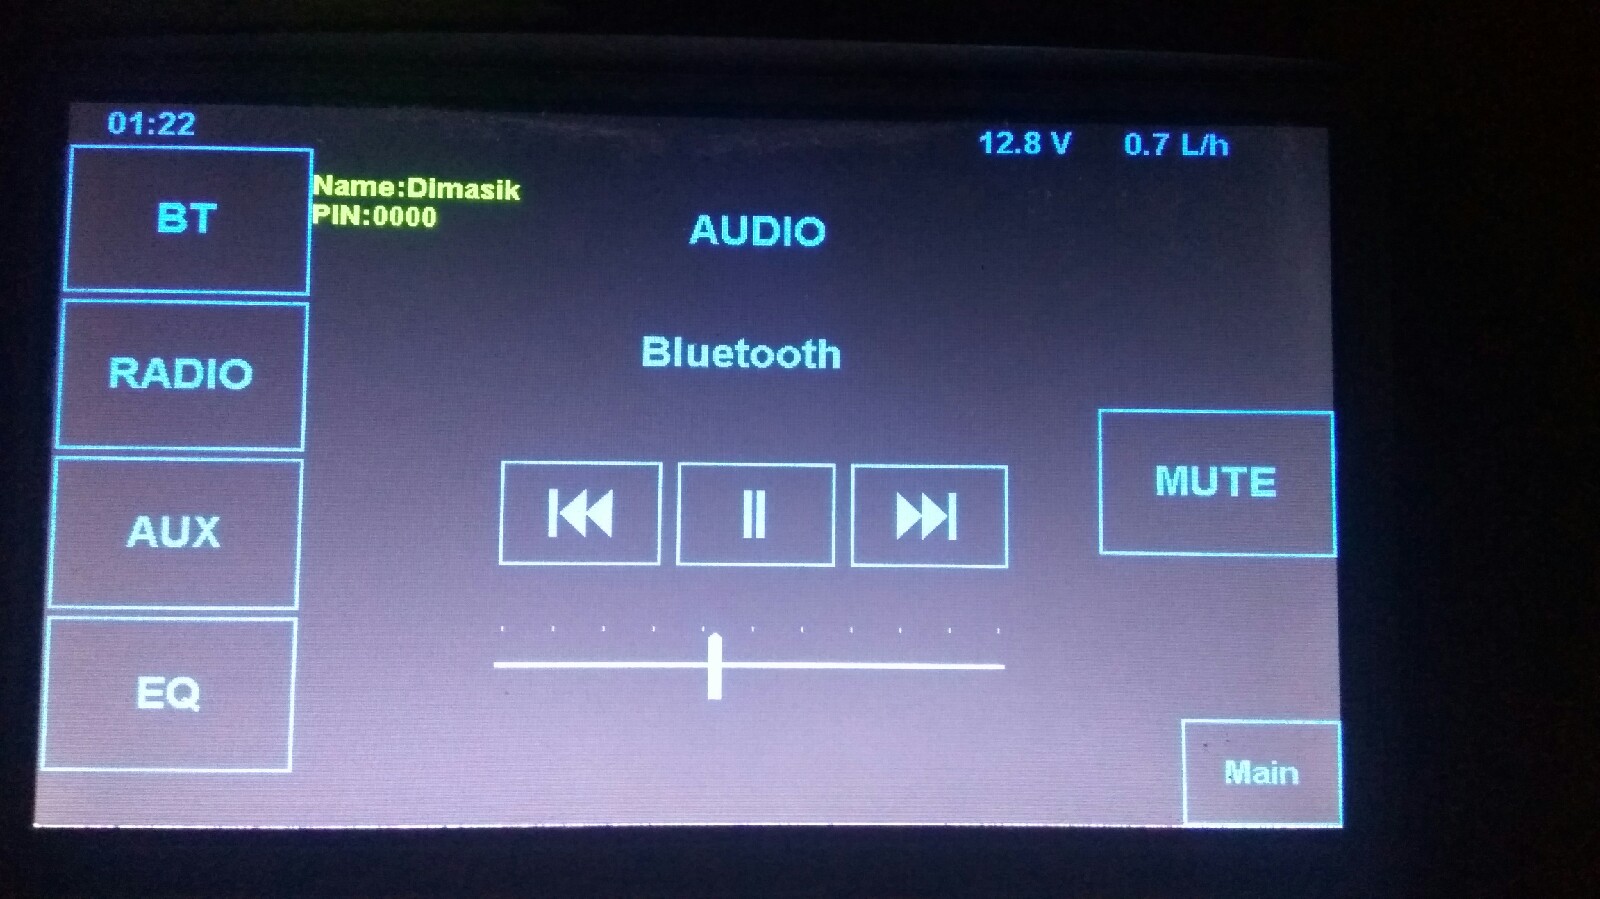 01:22
12.8 V
0.7 L/h
BT
Name:Dimasik
PIN:0000
AUDIO
RADIO
Bluetooth
AUX
MUTE
EQ
Main